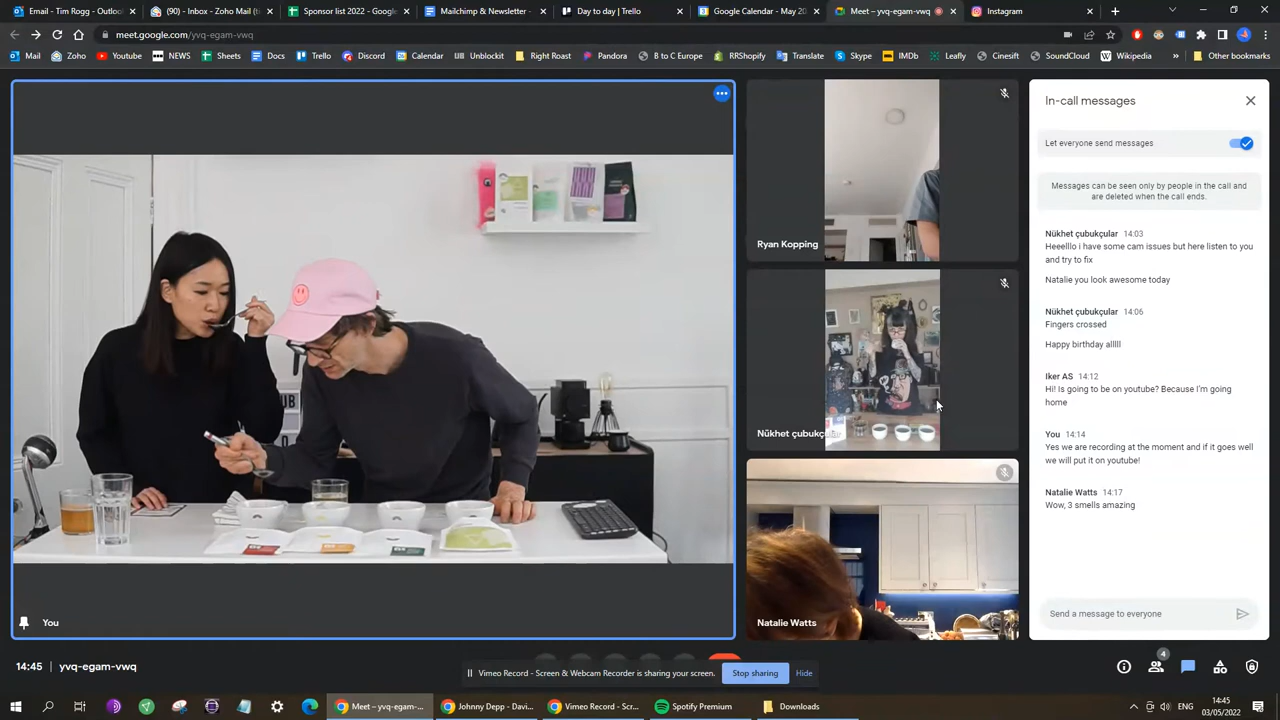 Timothy's Email - Tim Rogg - Outloo
(90) - Inbox - Zoho Mail (t
Sponsor list 2022 - Google
Mailchimp & Newsletter -
Day to day | Trello
Google Calendar - May 20
Meet – yvq-egam-vwq
Instagram
meet.google.com/yvq-egam-vwq
Mail
Zoho
NEWS
Sheets
Docs
Trello
Discord
Calendar
Unbutton
Right Roast
Pandora
B to C Europe
RRShopify
Translate
Skype
IMDb
Leafly
Cinesift
SoundCloud
Wikipedia
Other bookmarks
You
Ryan Kopping
Nükhet çubukçular
Natalie Watts
In-call messages
Let everyone send messages
Messages can be seen only by people in the call and
are deleted when the call ends.
Nükhet çubukçular 14:03
Heeelllo i have some cam issues but here listen to you
and try to fix
Natalie you look awesome today
Nükhet çubukçular 14:06
Fingers crossed
Happy birthday alllll
Iker AS 14:12
Hi! Is going to be on youtube? Because I'm going
home
You 14:14
Yes we are recording at the moment and if it goes well
we will put it on youtube!
Natalie Watts 14:17
Wow, 3 smells amazing
Send a message to everyone
14:45 yvq-egam-vwq
Vimeo Record - Screen & Webcam Recorder is sharing your screen.
Stop sharing
Hide
4
Meet – yvq-egam-...
Johnny Depp - Davi...
Vimeo Record - Scr...
Spotify Premium
Downloads
ENG
14:45
03/05/2022